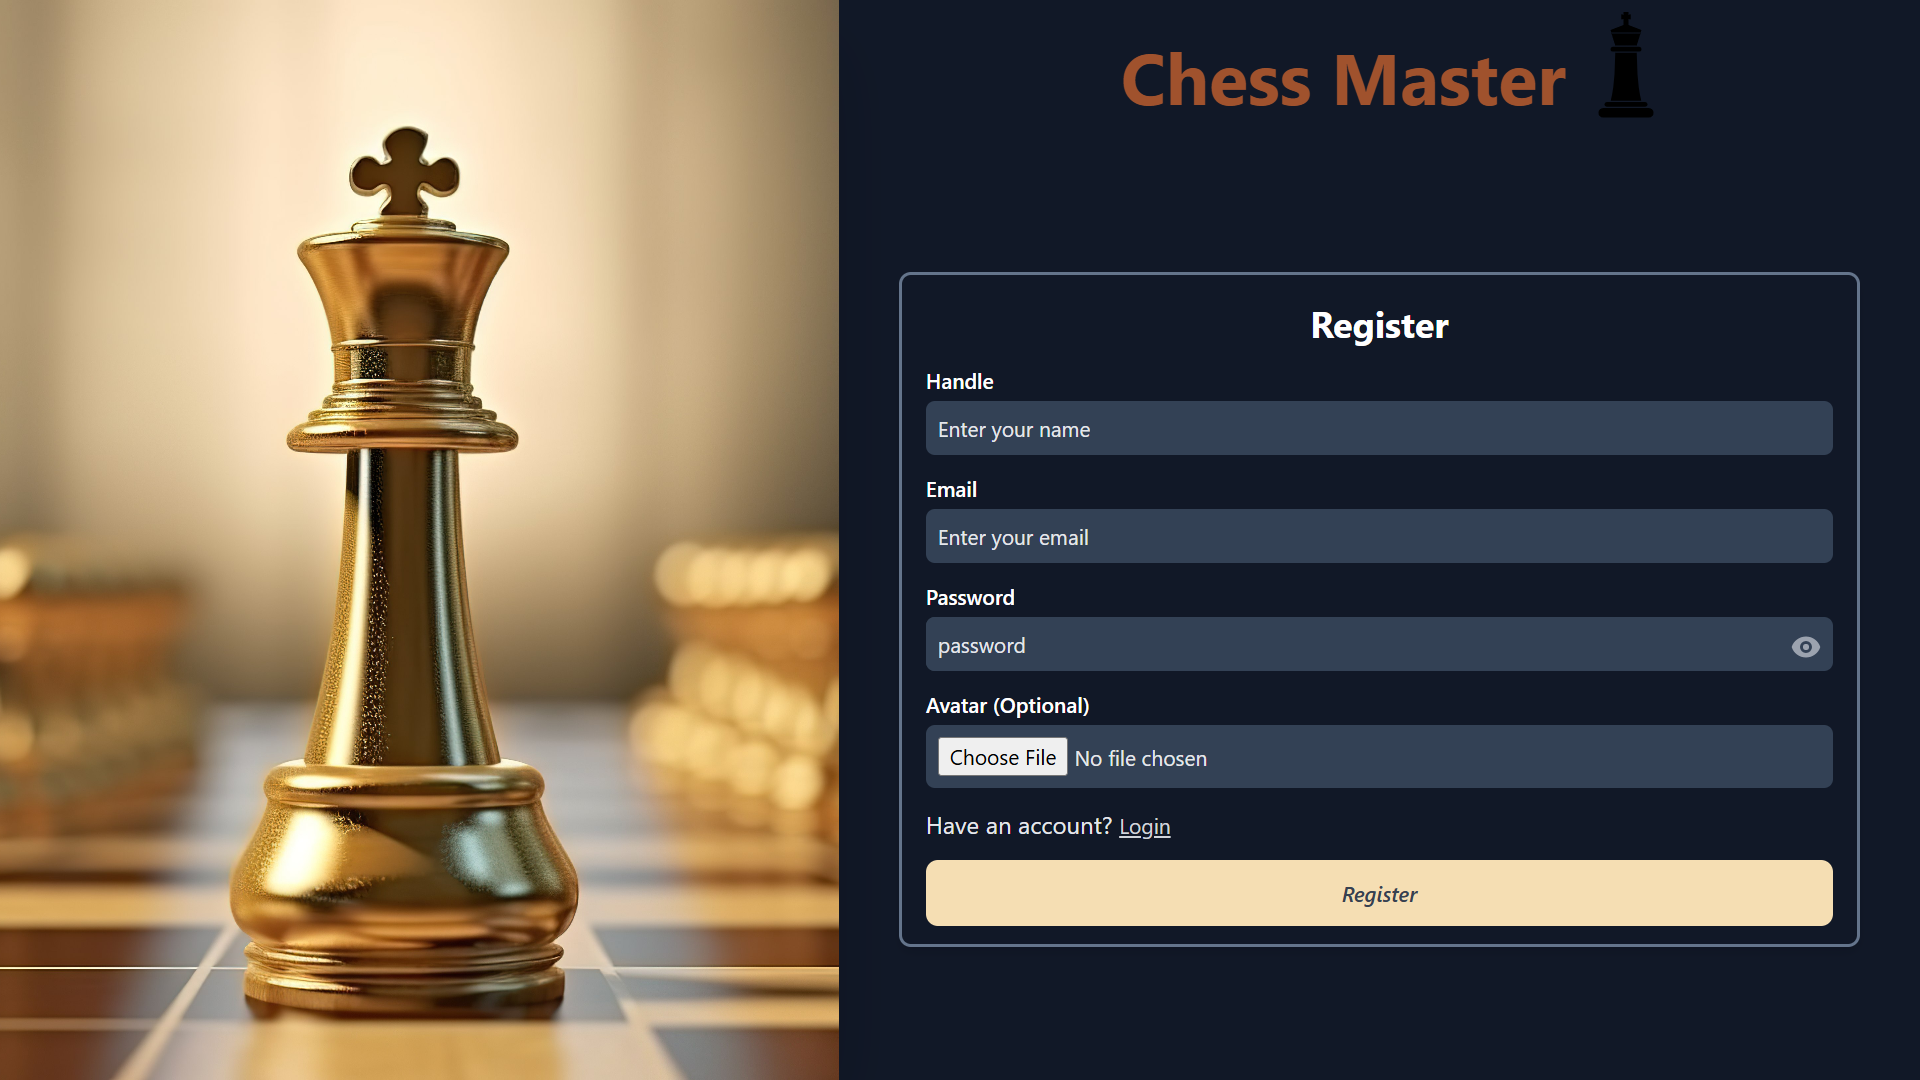 Chess Master
Register
Handle
Enter your name
Email
Enter your email
Password
password
Avatar (Optional)
Choose File No file chosen
Have an account? Login
Register